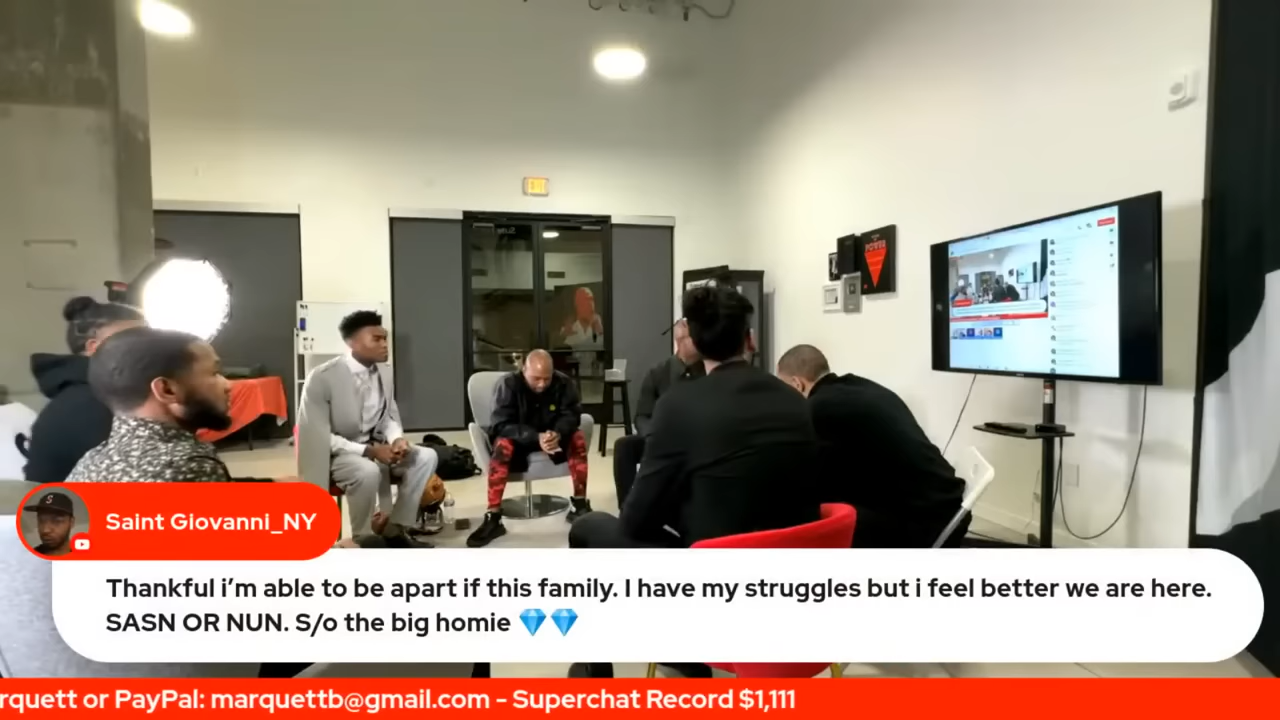 POWER
Saint Giovanni_NY
Thankful i’m able to be apart if this family. I have my struggles but i feel better we are here.
SASN OR NUN. S/o the big homie 💎💎
rquett or PayPal: marquettb@gmail.com - Superchat Record $1,111